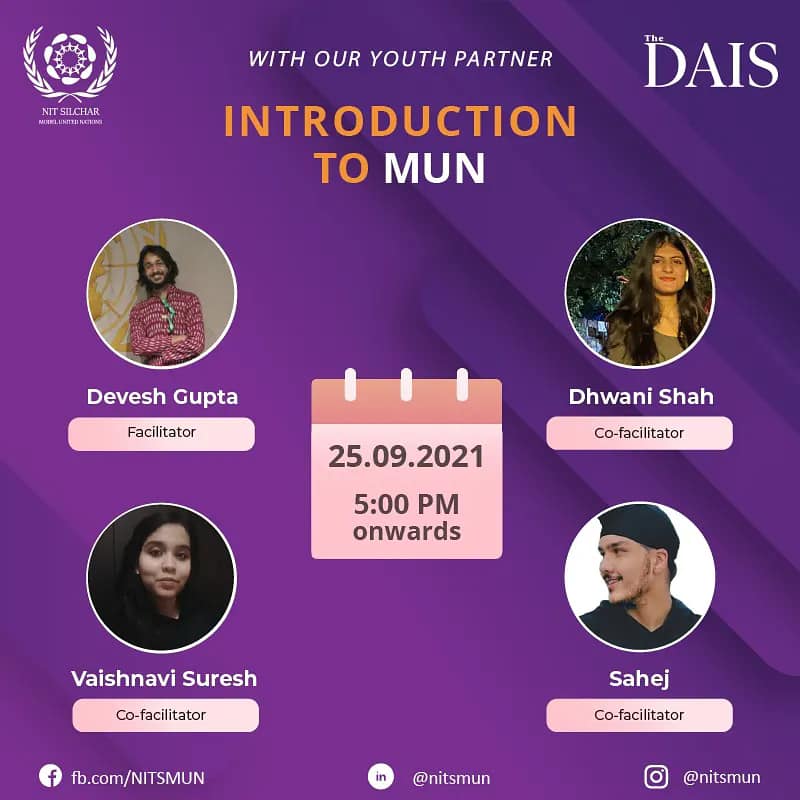 NIT SILCHAR
MODEL UNITED NATIONS
WITH OUR YOUTH PARTNER
The
DAIS
INTRODUCTION
TO MUN
Devesh Gupta
Facilitator
Dhwani Shah
Co-facilitator
25.09.2021
5:00 PM
onwards
Vaishnavi Suresh
Co-facilitator
Sahej
Co-facilitator
fb.com/NITSMUN
in @nitsmun
@nitsmun